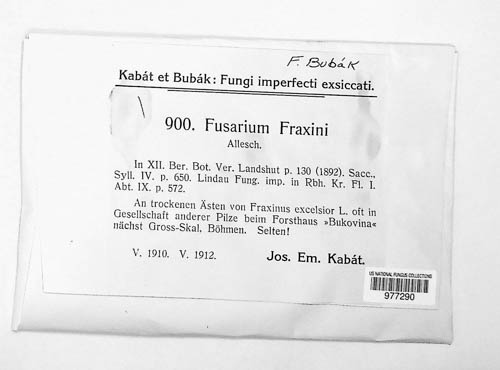 F. Bubák
Kabát et Bubák: Fungi imperfecti exsiccati.
900. Fusarium Fraxini
Allesch.
In XII. Ber. Bot. Ver. Landshut p. 130 (1892). Sacc.,
Syll. IV. p. 650. Lindau Fung. imp. in Rbh. Kr. Fl. I.
Abt. IX. p. 572.
An trockenen Ästen von Fraxinus excelsior L. oft in
Gesellschaft anderer Pilze beim Forsthaus »Bukovina«
nächst Gross-Skal, Böhmen. Selten!
V. 1910. V. 1912. Jos. Em. Kabát.
US NATIONAL FUNGUS COLLECTIONS
977290